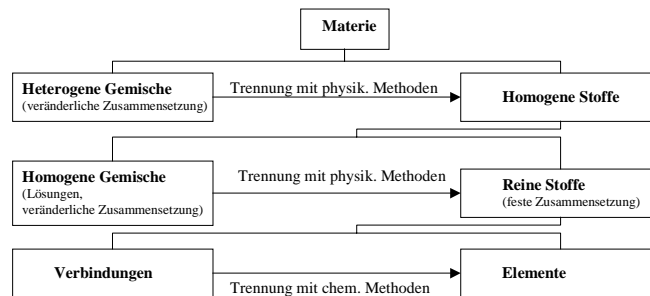 Materie
Heterogene Gemische
(veränderliche Zusammensetzung)
Trennung mit physik. Methoden
Homogene Stoffe
Homogene Gemische
(Lösungen,
veränderliche Zusammensetzung)
Trennung mit physik. Methoden
Reine Stoffe
(feste Zusammensetzung)
Verbindungen
Trennung mit chem. Methoden
Elemente